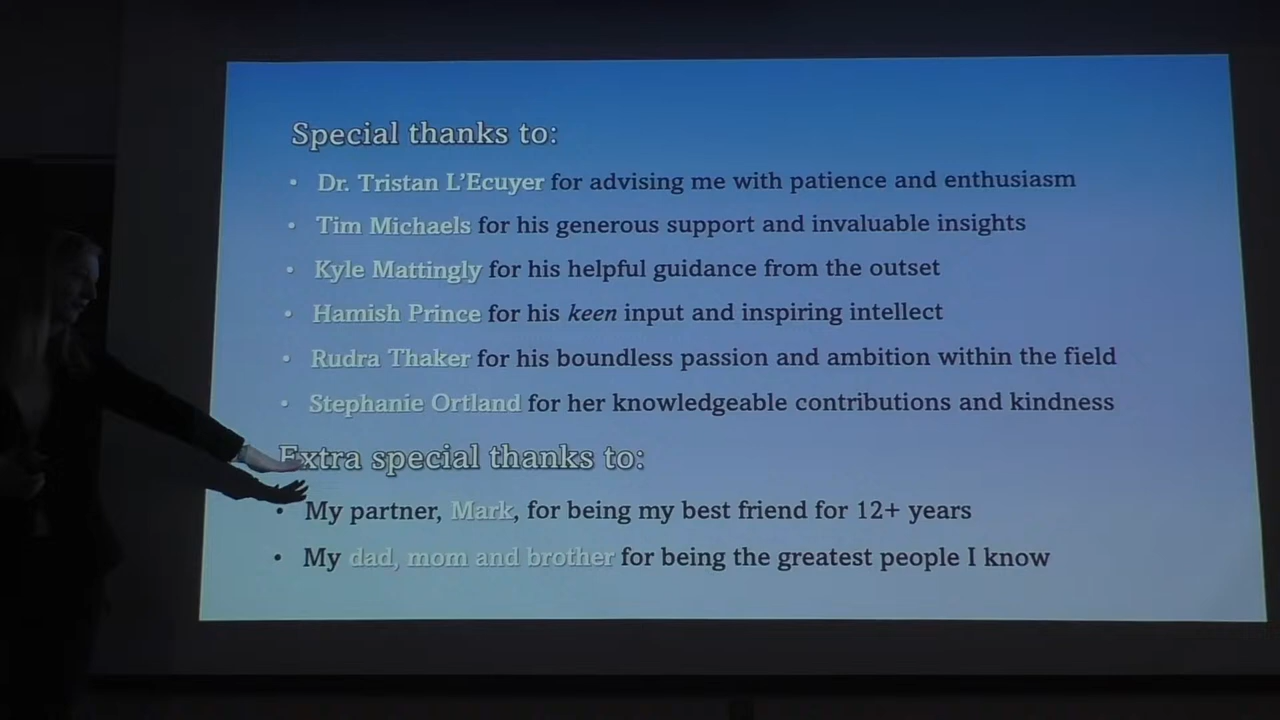 Special thanks to:
• Dr. Tristan L'Ecuyer for advising me with patience and enthusiasm
• Tim Michaels for his generous support and invaluable insights
• Kyle Mattingly for his helpful guidance from the outset
• Hamish Prince for his keen input and inspiring intellect
• Rudra Thaker for his boundless passion and ambition within the field
• Stephanie Ortland for her knowledgeable contributions and kindness
Extra special thanks to:
• My partner, Mark, for being my best friend for 12+ years
• My dad, mom and brother for being the greatest people I know